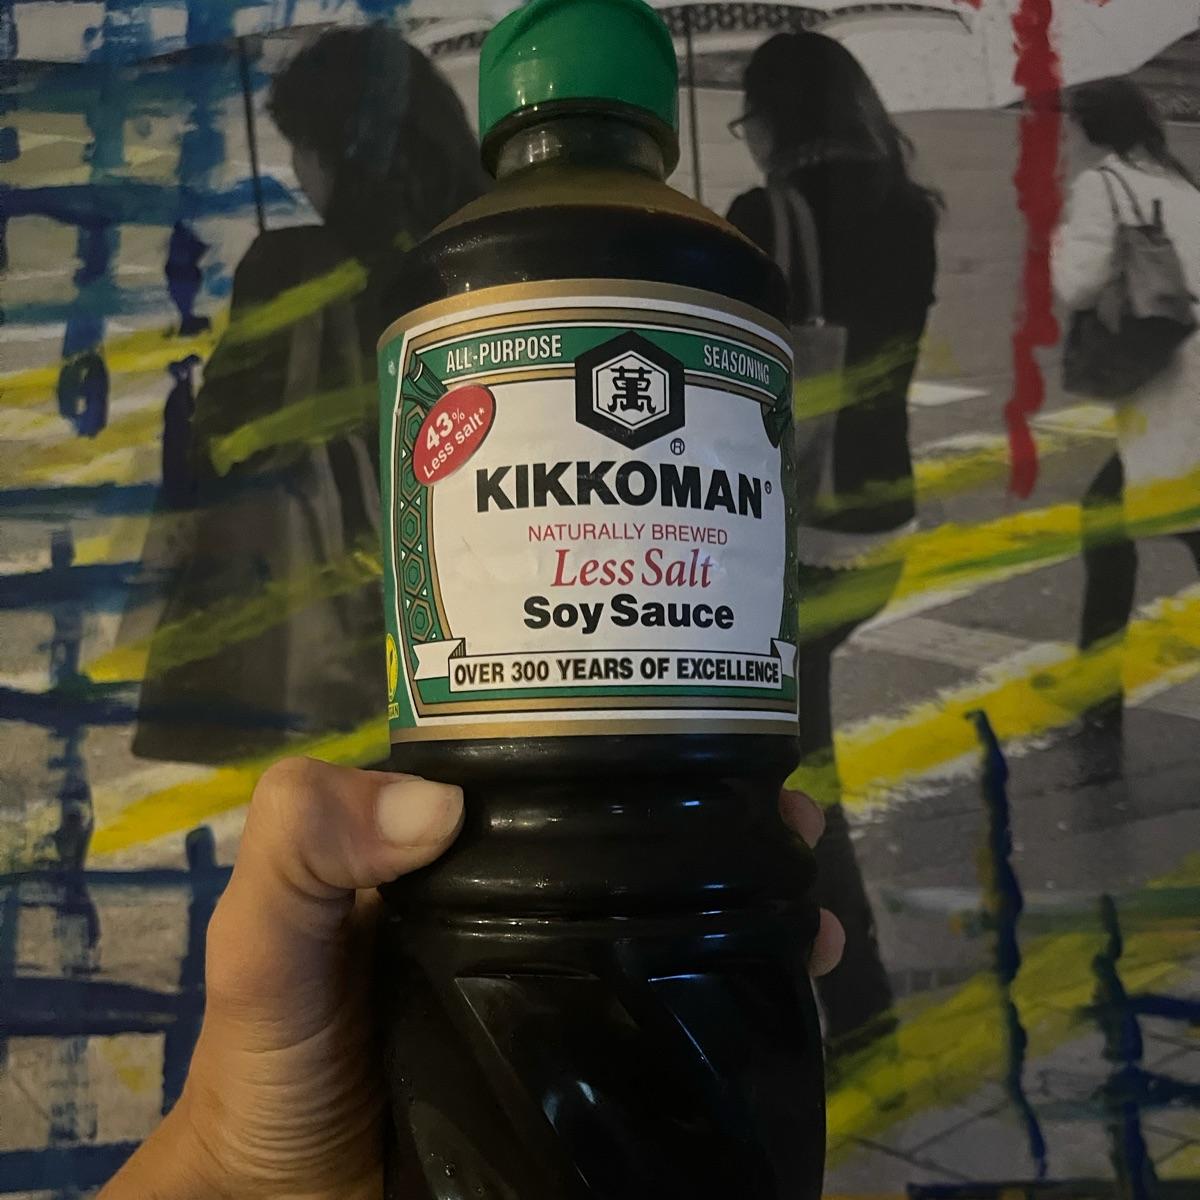 ALL-PURPOSE SEASONING
萬
43%
Less salt*
®
KIKKOMAN®
NATURALLY BREWED
Less Salt
Soy Sauce
OVER 300 YEARS OF EXCELLENCE